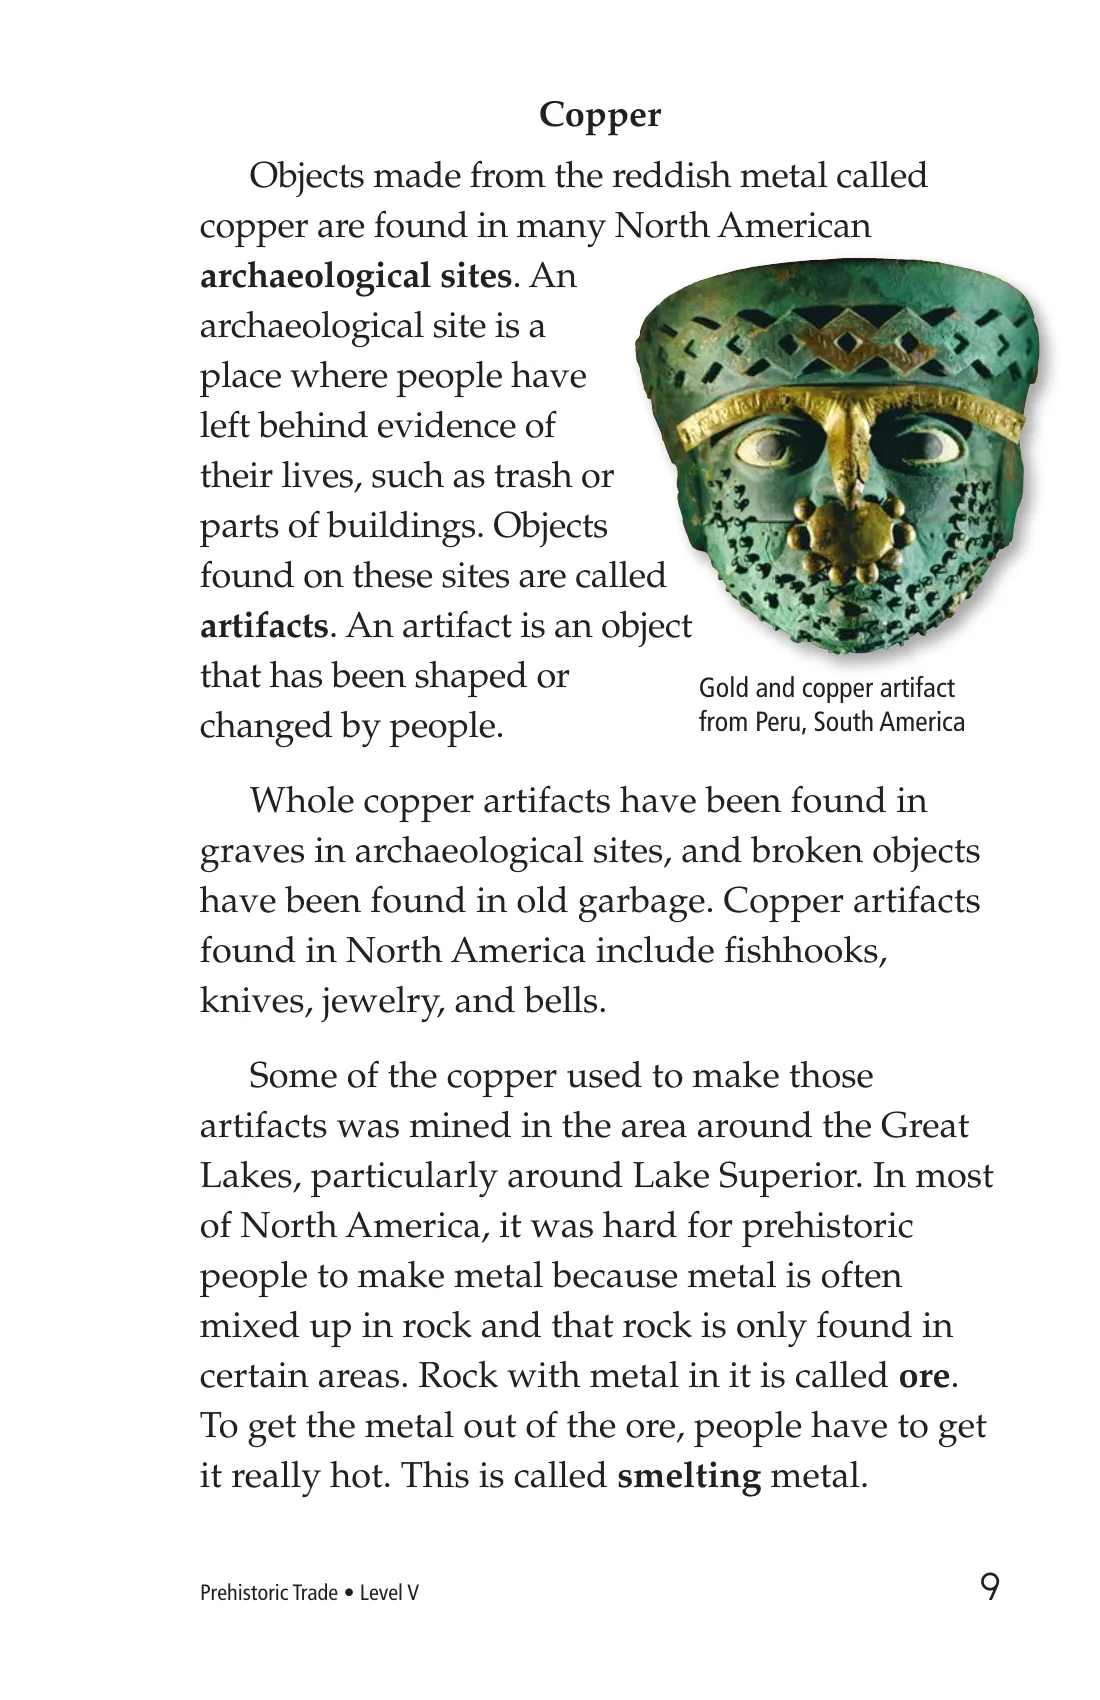 Copper
Objects made from the reddish metal called
copper are found in many North American
archaeological sites. An
archaeological site is a
place where people have
left behind evidence of
their lives, such as trash or
parts of buildings. Objects
found on these sites are called
artifacts. An artifact is an object
that has been shaped or
changed by people.
Gold and copper artifact
from Peru, South America
Whole copper artifacts have been found in
graves in archaeological sites, and broken objects
have been found in old garbage. Copper artifacts
found in North America include fishhooks,
knives, jewelry, and bells.
Some of the copper used to make those
artifacts was mined in the area around the Great
Lakes, particularly around Lake Superior. In most
of North America, it was hard for prehistoric
people to make metal because metal is often
mixed up in rock and that rock is only found in
certain areas. Rock with metal in it is called ore.
To get the metal out of the ore, people have to get
it really hot. This is called smelting metal.
Prehistoric Trade • Level V
9